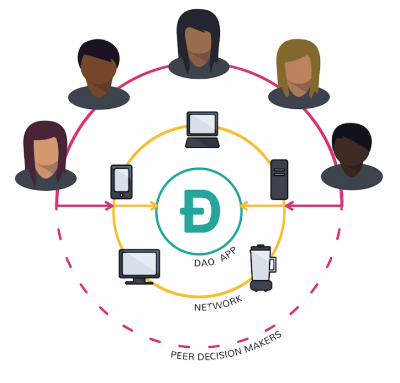 Đ
DAO APP
NETWORK
PEER DECISION MAKERS